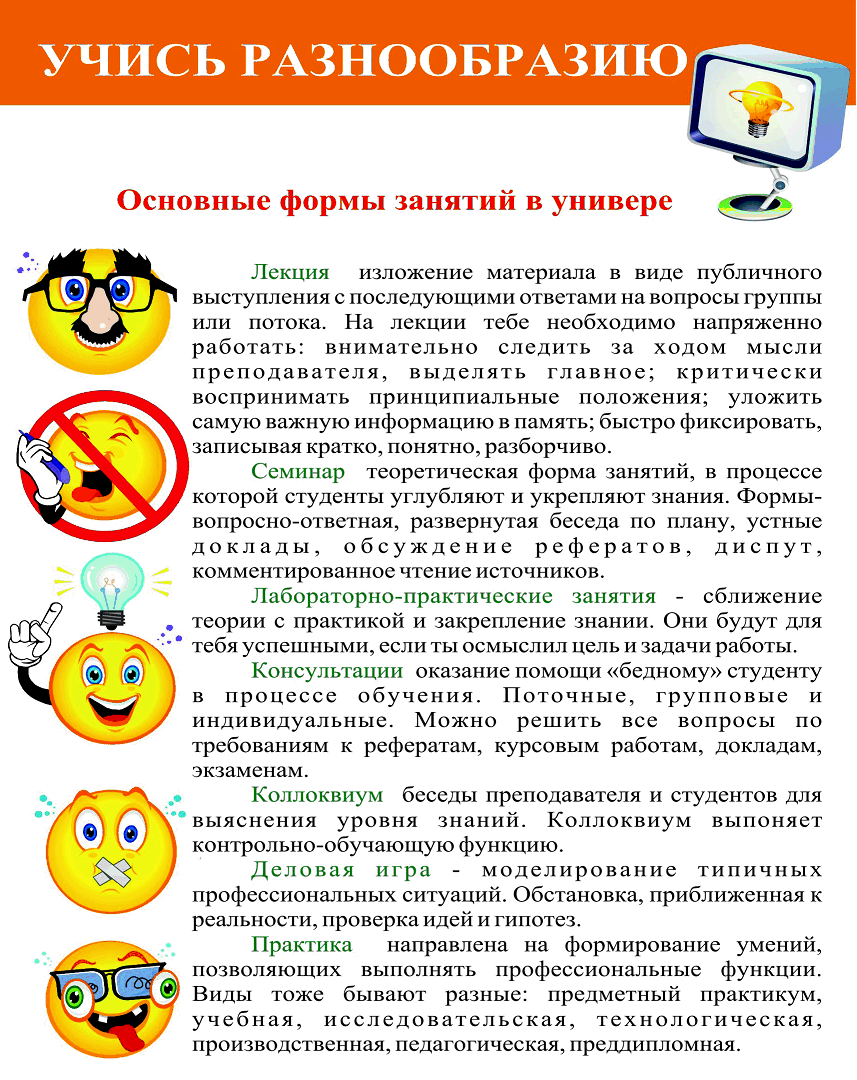 УЧИСЬ РАЗНООБРАЗИЮ
Основные формы занятий в универе
Лекция изложение материала в виде публичного
выступления с последующими ответами на вопросы группы
или потока. На лекции тебе необходимо напряженно
работать: внимательно следить за ходом мысли
преподавателя, выделять главное; критически
воспринимать принципиальные положения; уложить
самую важную информацию в память; быстро фиксировать,
записывая кратко, понятно, разборчиво.
Семинар теоретическая форма занятий, в процессе
которой студенты углубляют и укрепляют знания. Формы-
вопросно-ответная, развернутая беседа по плану, устные
доклады, обсуждение рефератов, диспут,
комментированное чтение источников.
Лабораторно-практические занятия - сближение
теории с практикой и закрепление знании. Они будут для
тебя успешными, если ты осмыслил цель и задачи работы.
Консультации оказание помощи «бедному» студенту
в процессе обучения. Поточные, групповые и
индивидуальные. Можно решить все вопросы по
требованиям к рефератам, курсовым работам, докладам,
экзаменам.
Коллоквиум беседы преподавателя и студентов для
выяснения уровня знаний. Коллоквиум выпоняет
контрольно-обучающую функцию.
Деловая игра - моделирование типичных
профессиональных ситуаций. Обстановка, приближенная к
реальности, проверка идей и гипотез.
Практика направлена на формирование умений,
позволяющих выполнять профессиональные функции.
Виды тоже бывают разные: предметный практикум,
учебная, исследовательская, технологическая,
производственная, педагогическая, преддипломная.